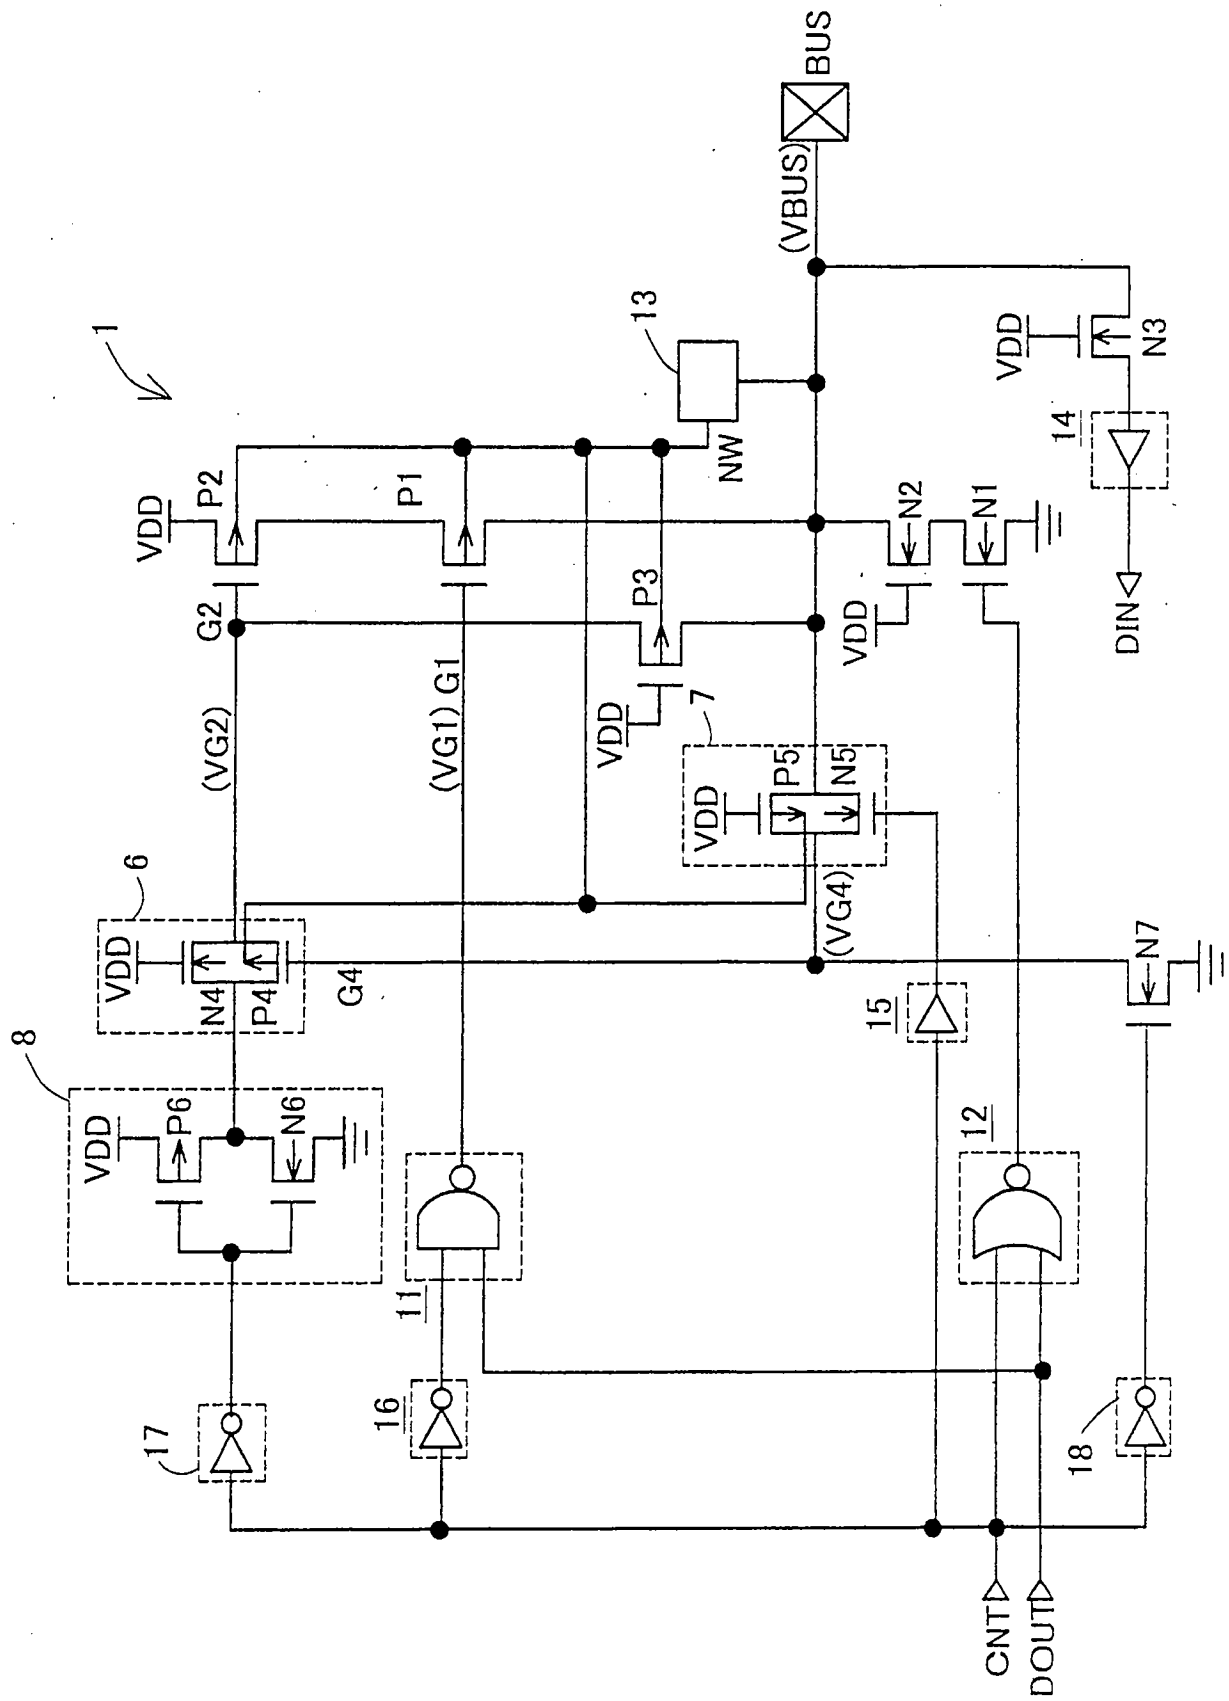 1
8
VDD
P6
N6
6
VDD
N4
P4
G4
(VG2)
G2
VDD
P2
P1
(VG1) G1
P3
VDD
13
NW
(VBUS)
BUS
7
VDD
P5
N5
(VG4)
VDD
N2
N1
VDD
N3
14
DIN
17
16
11
15
12
18
N7
CNT
DOUT